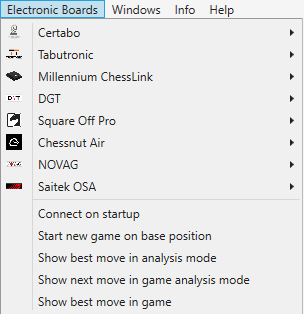 Electronic Boards Windows Info Help
Certabo
Tabutronic
Millennium ChessLink
DGT
Square Off Pro
Chessnut Air
NOVAG
Saitek OSA
Connect on startup
Start new game on base position
Show best move in analysis mode
Show next move in game analysis mode
Show best move in game